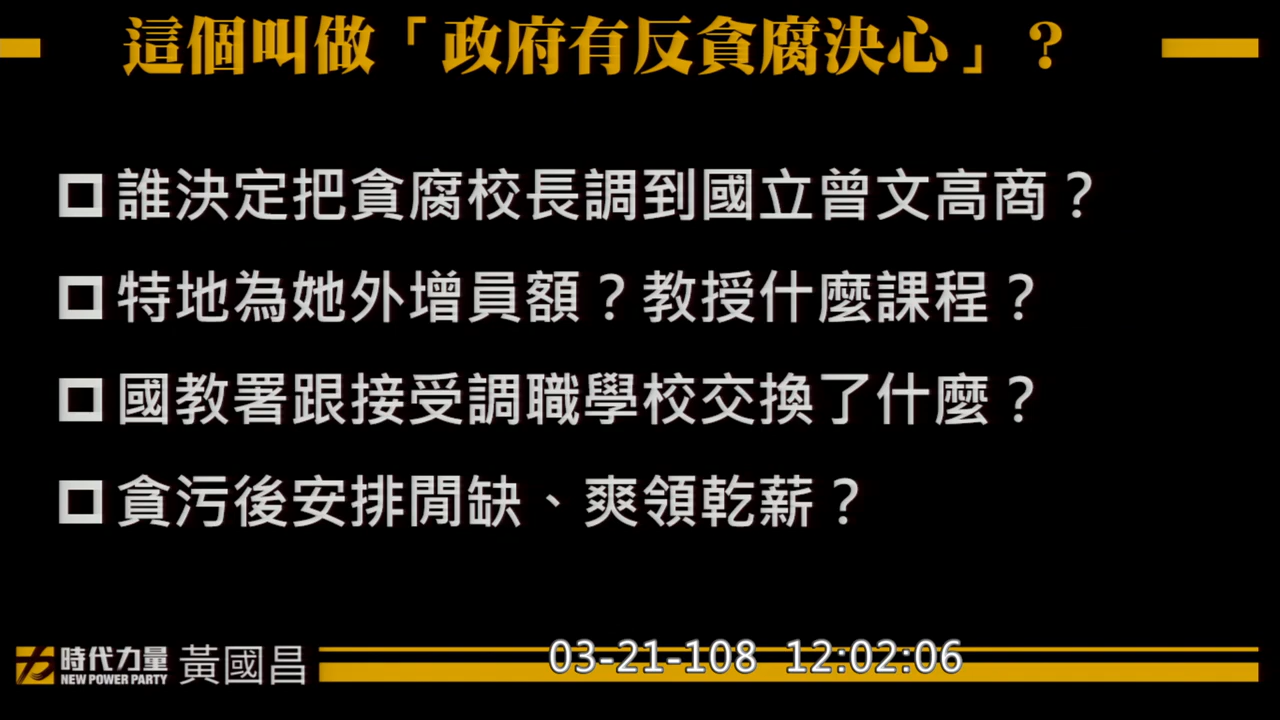 這個叫做「政府有反貪腐決心」？
誰決定把貪腐校長調到國立曾文高商？
特地為她外增員額？教授什麼課程？
國教署跟接受調職學校交換了什麼？
貪污後安排閒缺、爽領乾薪？
時代力量
NEW POWER PARTY
黃國昌
03-21-108 12:02:06